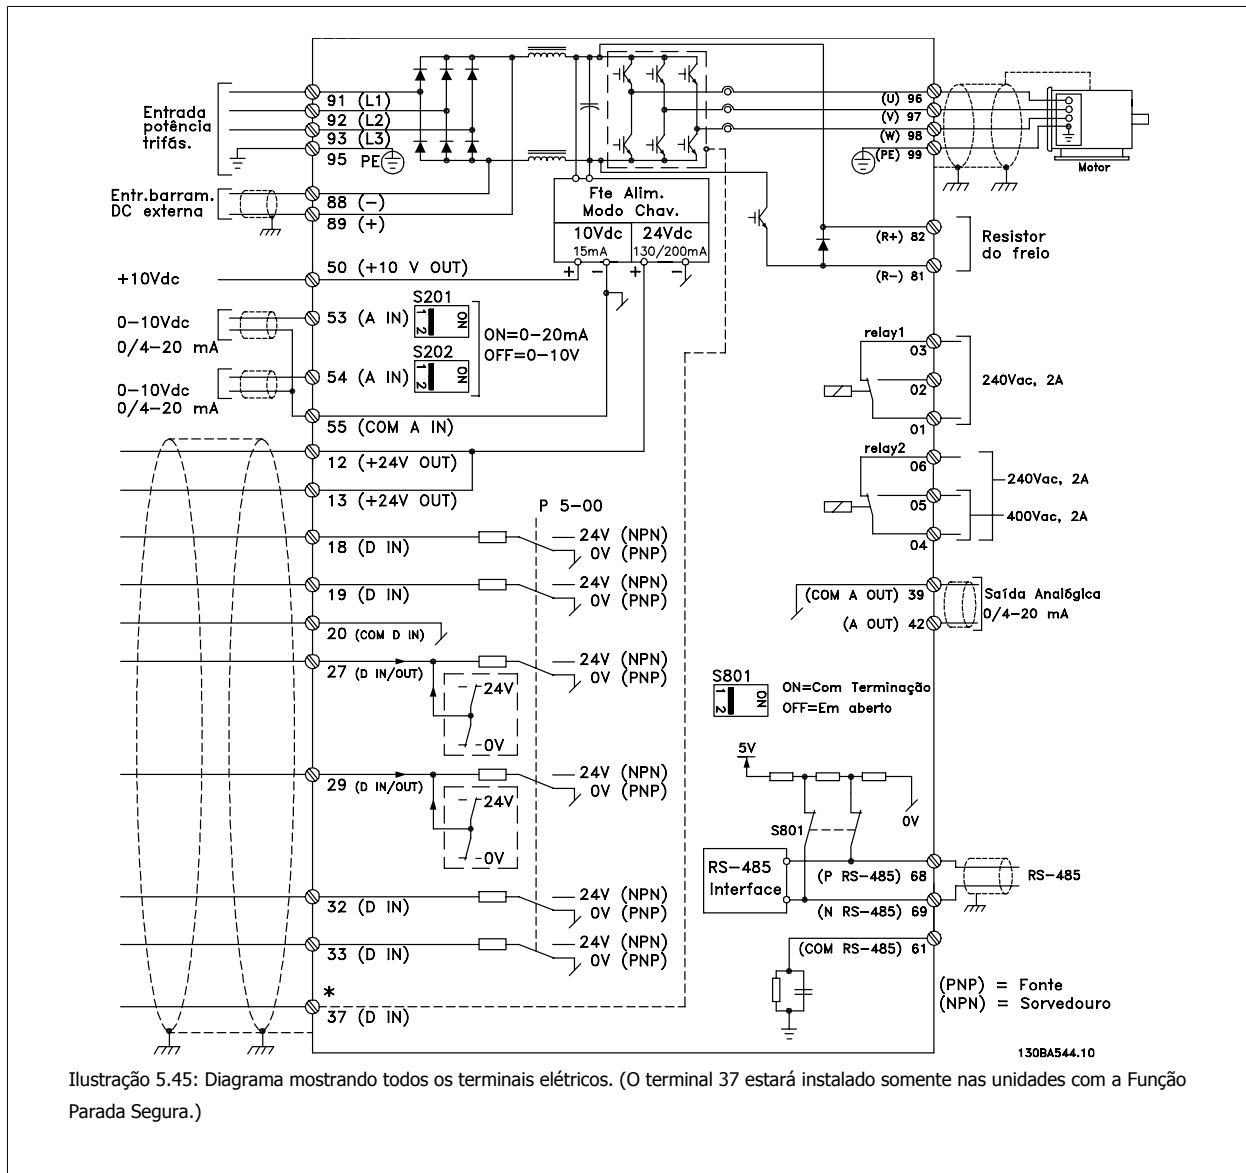 Entrada
potência
trifás.
91 (L1)
92 (L2)
93 (L3)
95 PE
Entr.barram.
DC externa
88 (-)
89 (+)
+10Vdc
50 (+10 V OUT)
0-10Vdc
0/4-20 mA
53 (A IN)
S201
1 2
ON
0-10Vdc
0/4-20 mA
54 (A IN)
S202
1 2
ON
ON=0-20mA
OFF=0-10V
55 (COM A IN)
12 (+24V OUT)
13 (+24V OUT)
P 5-00
18 (D IN)
24V (NPN)
0V (PNP)
19 (D IN)
24V (NPN)
0V (PNP)
20 (COM D IN)
27 (D IN/OUT)
24V (NPN)
0V (PNP)
24V
0V
29 (D IN/OUT)
24V (NPN)
0V (PNP)
24V
0V
32 (D IN)
24V (NPN)
0V (PNP)
33 (D IN)
24V (NPN)
0V (PNP)
*
37 (D IN)
Fte Alim.
Modo Chav.
10Vdc
15mA
24Vdc
130/200mA
+ - + -
(U) 96
(V) 97
(W) 98
(PE) 99
Motor
(R+) 82
(R-) 81
Resistor
do freio
relay1
03
02
01
240Vac, 2A
relay2
06
05
04
240Vac, 2A
400Vac, 2A
(COM A OUT) 39
(A OUT) 42
Saída Analógica
0/4-20 mA
S801
1 2
ON
ON=Com Terminação
OFF=Em aberto
5V
0V
S801
RS-485
Interface
(P RS-485) 68
(N RS-485) 69
(COM RS-485) 61
RS-485
(PNP) = Fonte
(NPN) = Sorvedouro
130BA544.10
Ilustração 5.45: Diagrama mostrando todos os terminais elétricos. (O terminal 37 estará instalado somente nas unidades com a Função
Parada Segura.)